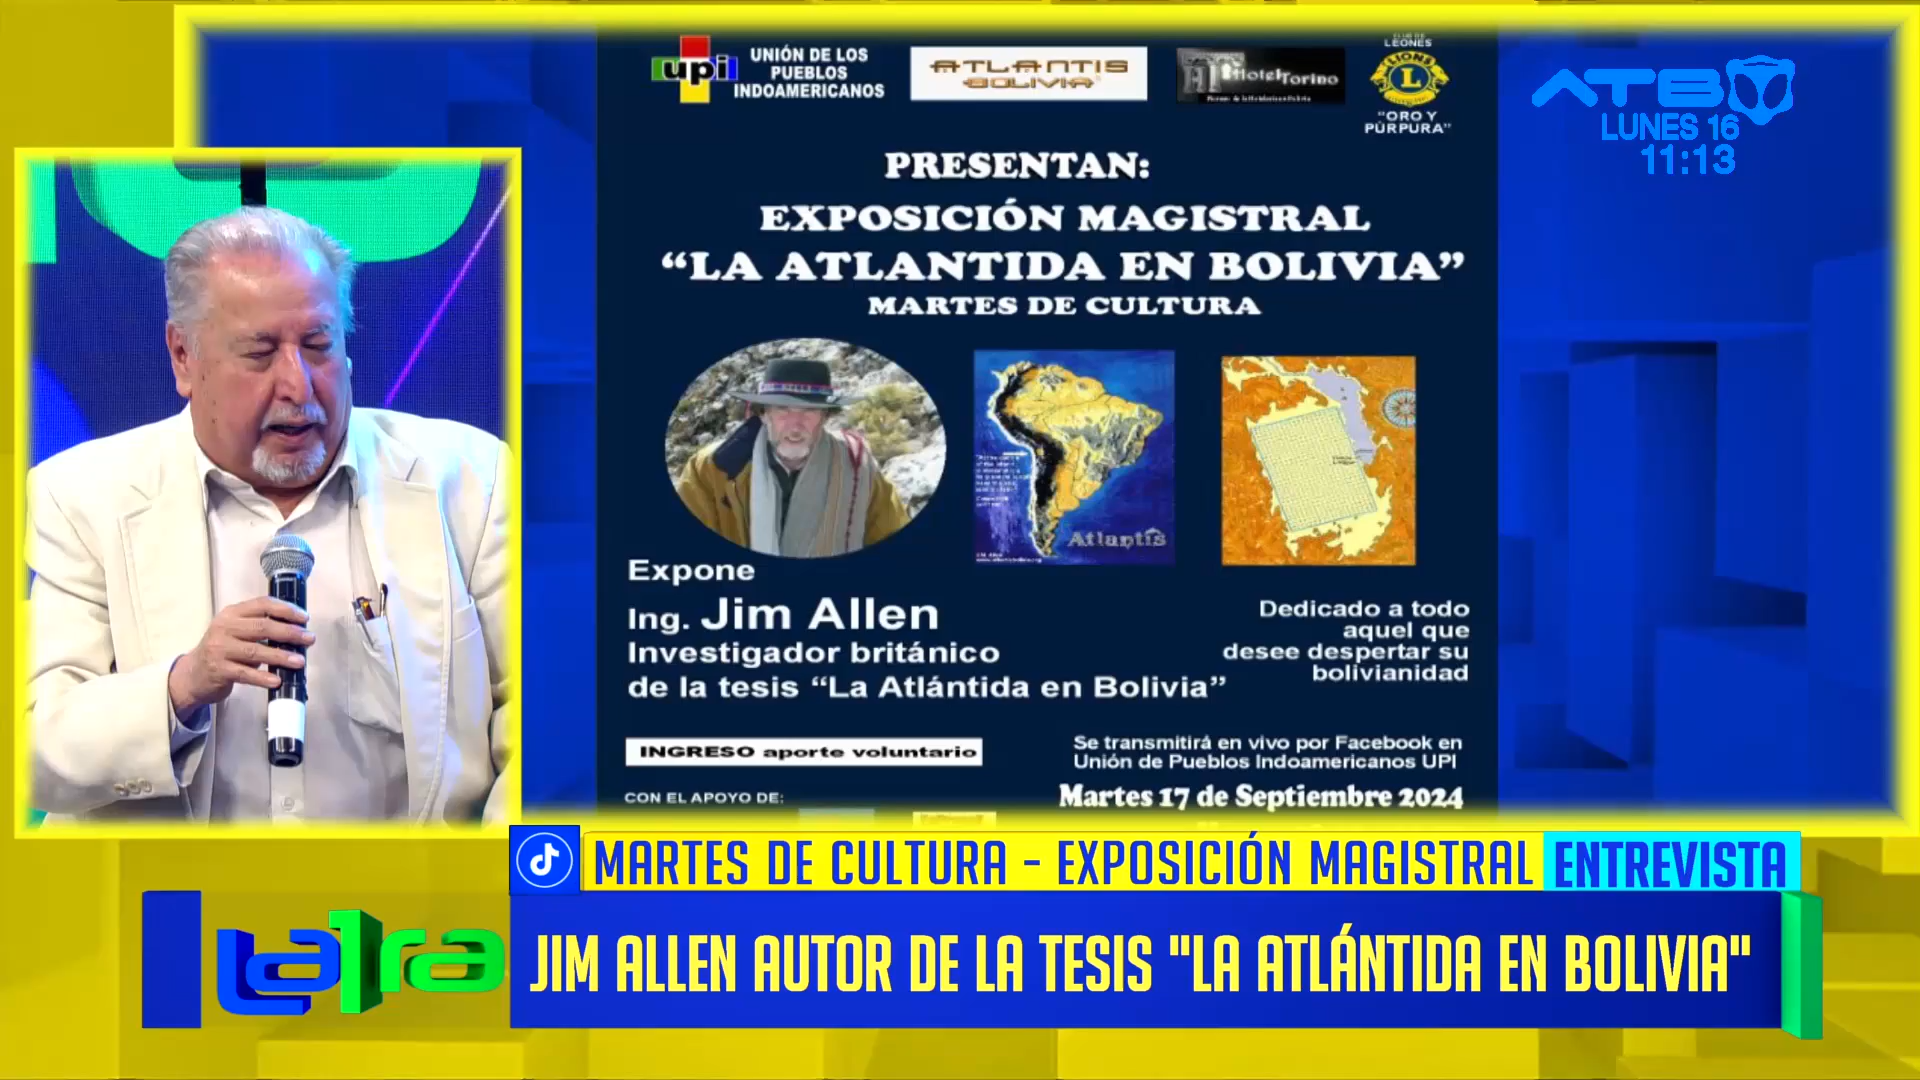 upi
UNIÓN DE LOS
PUEBLOS
INDOAMERICANOS
ATLANTIS
BOLIVIA
Hotel Torino
LEONES
LIONS
L
"ORO Y
PÚRPURA"
ATB
LUNES 16
11:13
PRESENTAN:
EXPOSICIÓN MAGISTRAL
“LA ATLANTIDA EN BOLIVIA”
MARTES DE CULTURA
Atlantis
Expone
Ing. Jim Allen
Investigador británico
de la tesis “La Atlántida en Bolivia”
Dedicado a todo
aquel que
desee despertar su
bolivianidad
INGRESO aporte voluntario
Se transmitirá en vivo por Facebook en
Unión de Pueblos Indoamericanos UPI
CON EL APOYO DE:
Martes 17 de Septiembre 2024
MARTES DE CULTURA - EXPOSICIÓN MAGISTRAL
ENTREVISTA
La1ra
JIM ALLEN AUTOR DE LA TESIS "LA ATLÁNTIDA EN BOLIVIA"